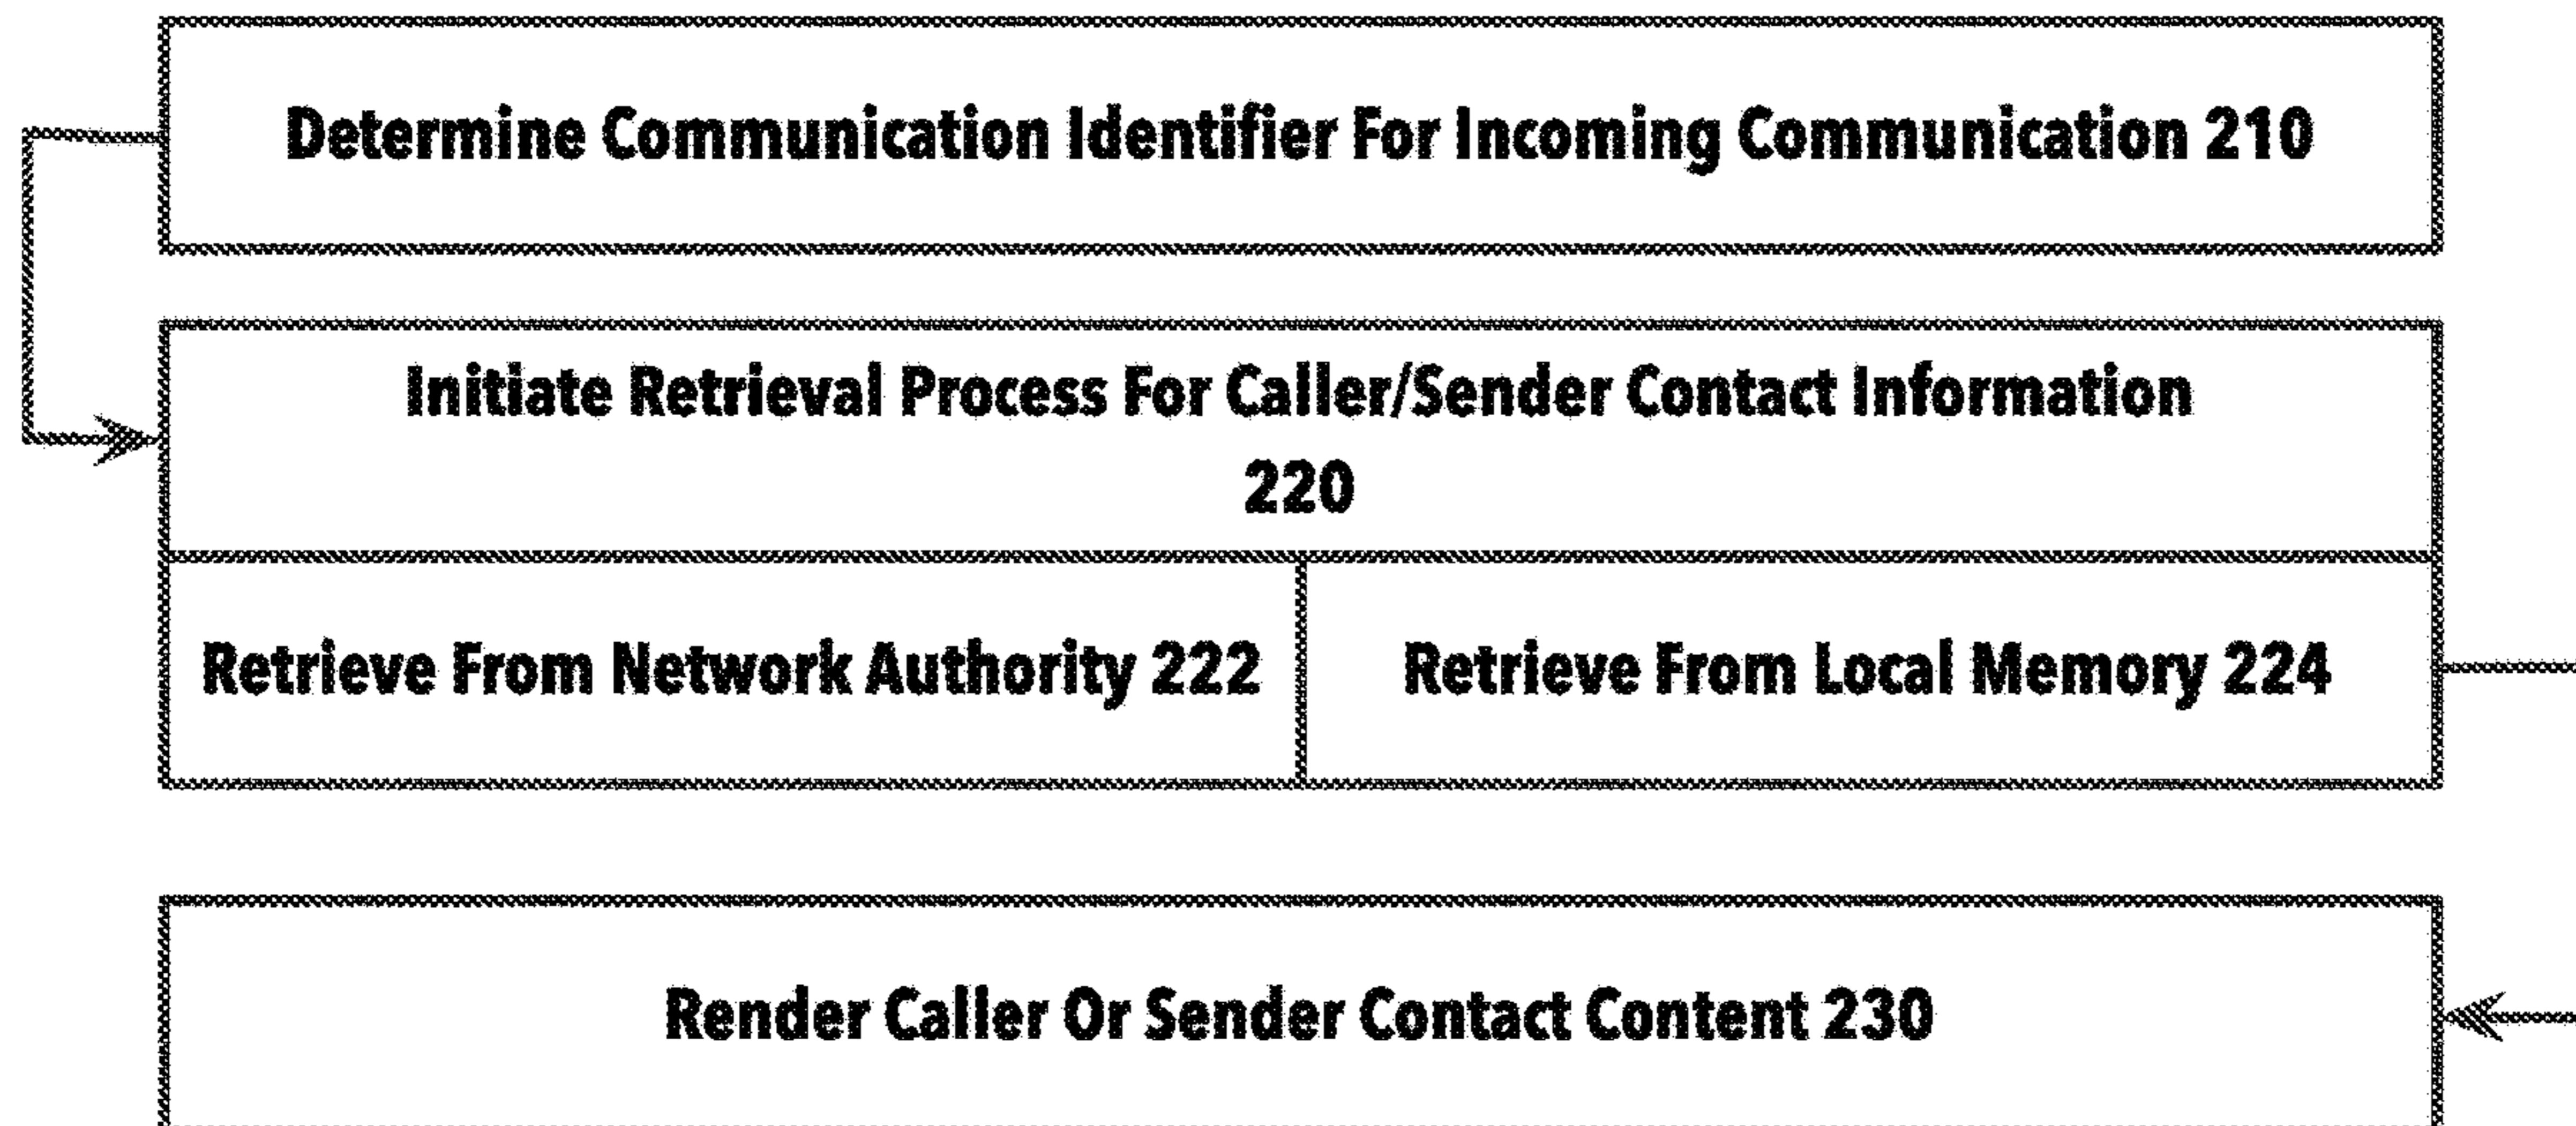 Determine Communication Identifier For Incoming Communication 210
Initiate Retrieval Process For Caller/Sender Contact Information
220
Retrieve From Network Authority 222
Retrieve From Local Memory 224
Render Caller Or Sender Contact Content 230